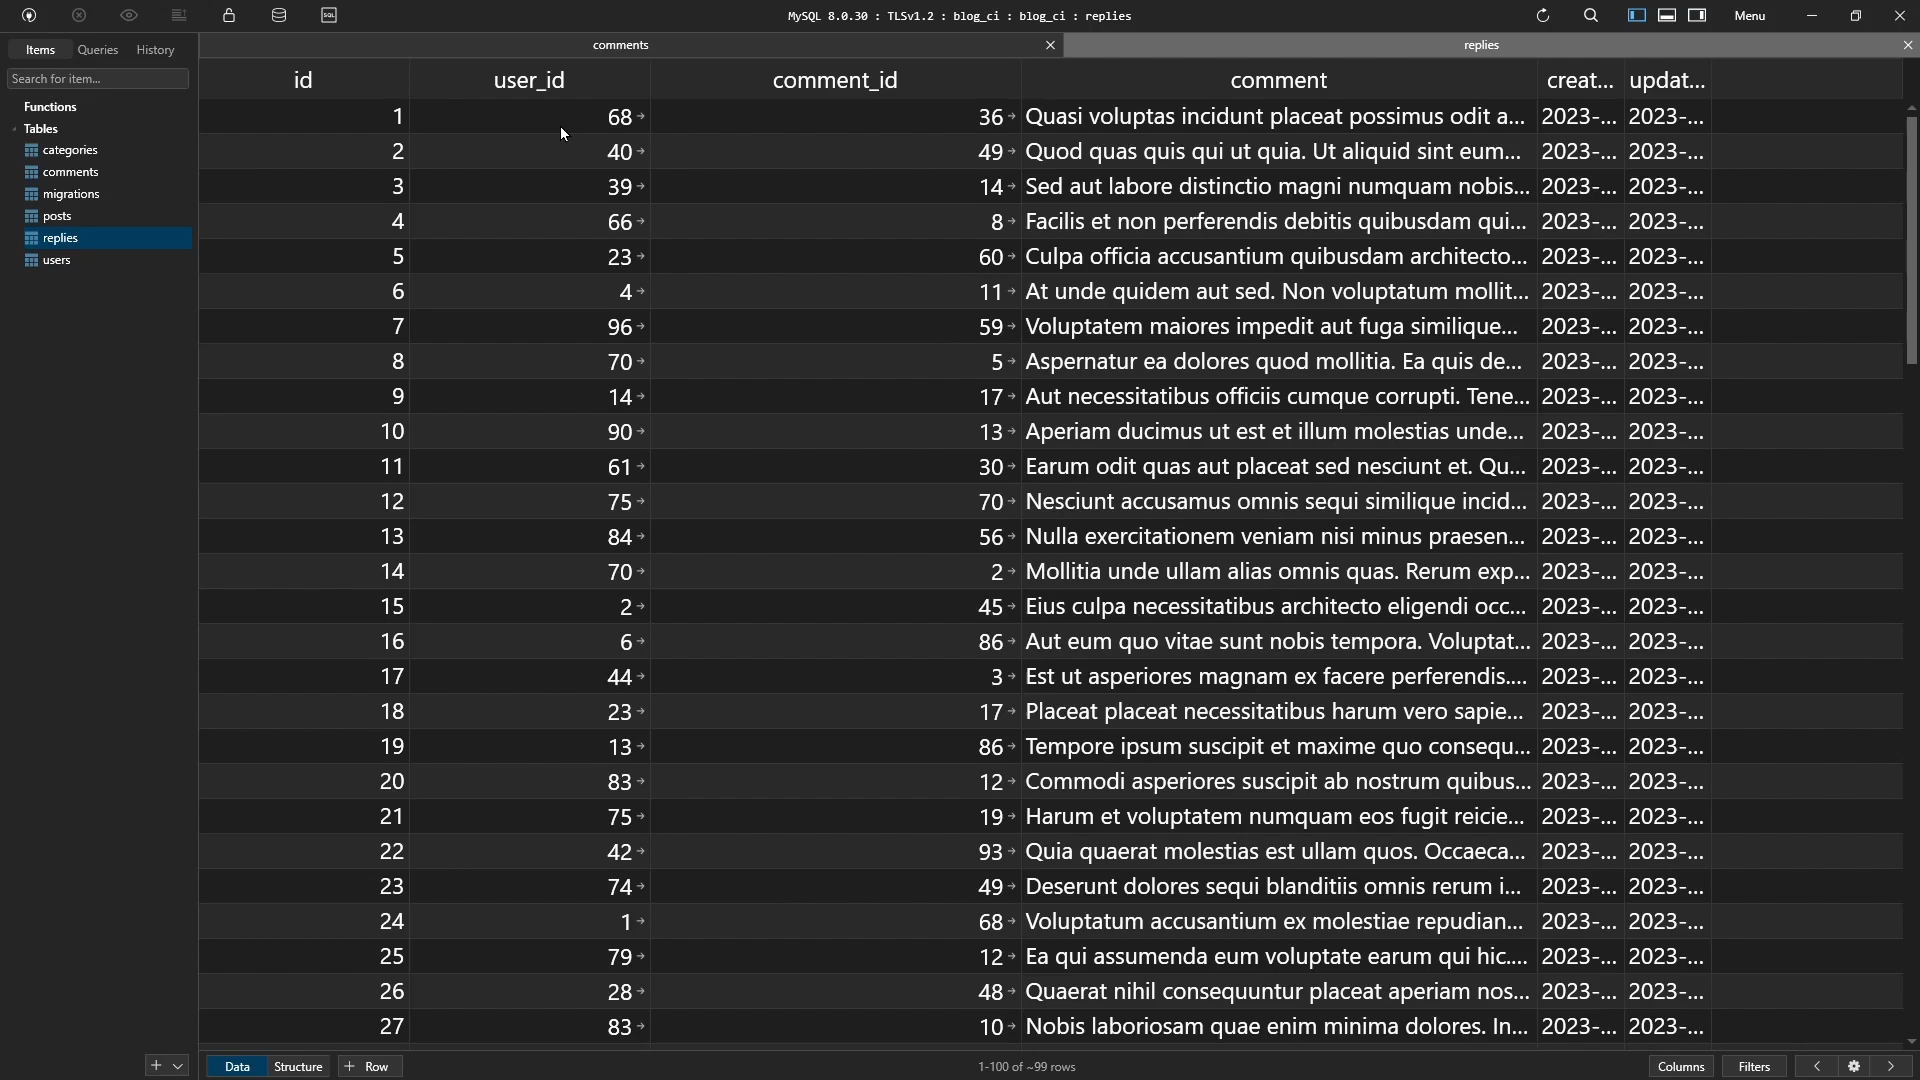 SQL
MySQL 8.0.30 : TLSv1.2 : blog_ci : blog_ci : replies
Menu
Items Queries History
comments
replies
Search for item...
Functions
Tables
categories
comments
migrations
posts
replies
users
id user_id comment_id comment creat... updat...
1 68 36 Quasi voluptas incidunt placeat possimus odit a... 2023-... 2023-...
2 40 49 Quod quas quis qui ut quia. Ut aliquid sint eum... 2023-... 2023-...
3 39 14 Sed aut labore distinctio magni numquam nobis... 2023-... 2023-...
4 66 8 Facilis et non perferendis debitis quibusdam qui... 2023-... 2023-...
5 23 60 Culpa officia accusantium quibusdam architecto... 2023-... 2023-...
6 4 11 At unde quidem aut sed. Non voluptatum mollit... 2023-... 2023-...
7 96 59 Voluptatem maiores impedit aut fuga similique... 2023-... 2023-...
8 70 5 Aspernatur ea dolores quod mollitia. Ea quis de... 2023-... 2023-...
9 14 17 Aut necessitatibus officiis cumque corrupti. Tene... 2023-... 2023-...
10 90 13 Aperiam ducimus ut est et illum molestias unde... 2023-... 2023-...
11 61 30 Earum odit quas aut placeat sed nesciunt et. Qu... 2023-... 2023-...
12 75 70 Nesciunt accusamus omnis sequi similique incid... 2023-... 2023-...
13 84 56 Nulla exercitationem veniam nisi minus praesen... 2023-... 2023-...
14 70 2 Mollitia unde ullam alias omnis quas. Rerum exp... 2023-... 2023-...
15 2 45 Eius culpa necessitatibus architecto eligendi occ... 2023-... 2023-...
16 6 86 Aut eum quo vitae sunt nobis tempora. Voluptat... 2023-... 2023-...
17 44 3 Est ut asperiores magnam ex facere perferendis.... 2023-... 2023-...
18 23 17 Placeat placeat necessitatibus harum vero sapie... 2023-... 2023-...
19 13 86 Tempore ipsum suscipit et maxime quo consequ... 2023-... 2023-...
20 83 12 Commodi asperiores suscipit ab nostrum quibus... 2023-... 2023-...
21 75 19 Harum et voluptatem numquam eos fugit reicie... 2023-... 2023-...
22 42 93 Quia quaerat molestias est ullam quos. Occaeca... 2023-... 2023-...
23 74 49 Deserunt dolores sequi blanditiis omnis rerum i... 2023-... 2023-...
24 1 68 Voluptatum accusantium ex molestiae repudian... 2023-... 2023-...
25 79 12 Ea qui assumenda eum voluptate earum qui hic.... 2023-... 2023-...
26 28 48 Quaerat nihil consequuntur placeat aperiam nos... 2023-... 2023-...
27 83 10 Nobis laboriosam quae enim minima dolores. In... 2023-... 2023-...
Data Structure + Row 1-100 of ~99 rows Columns Filters